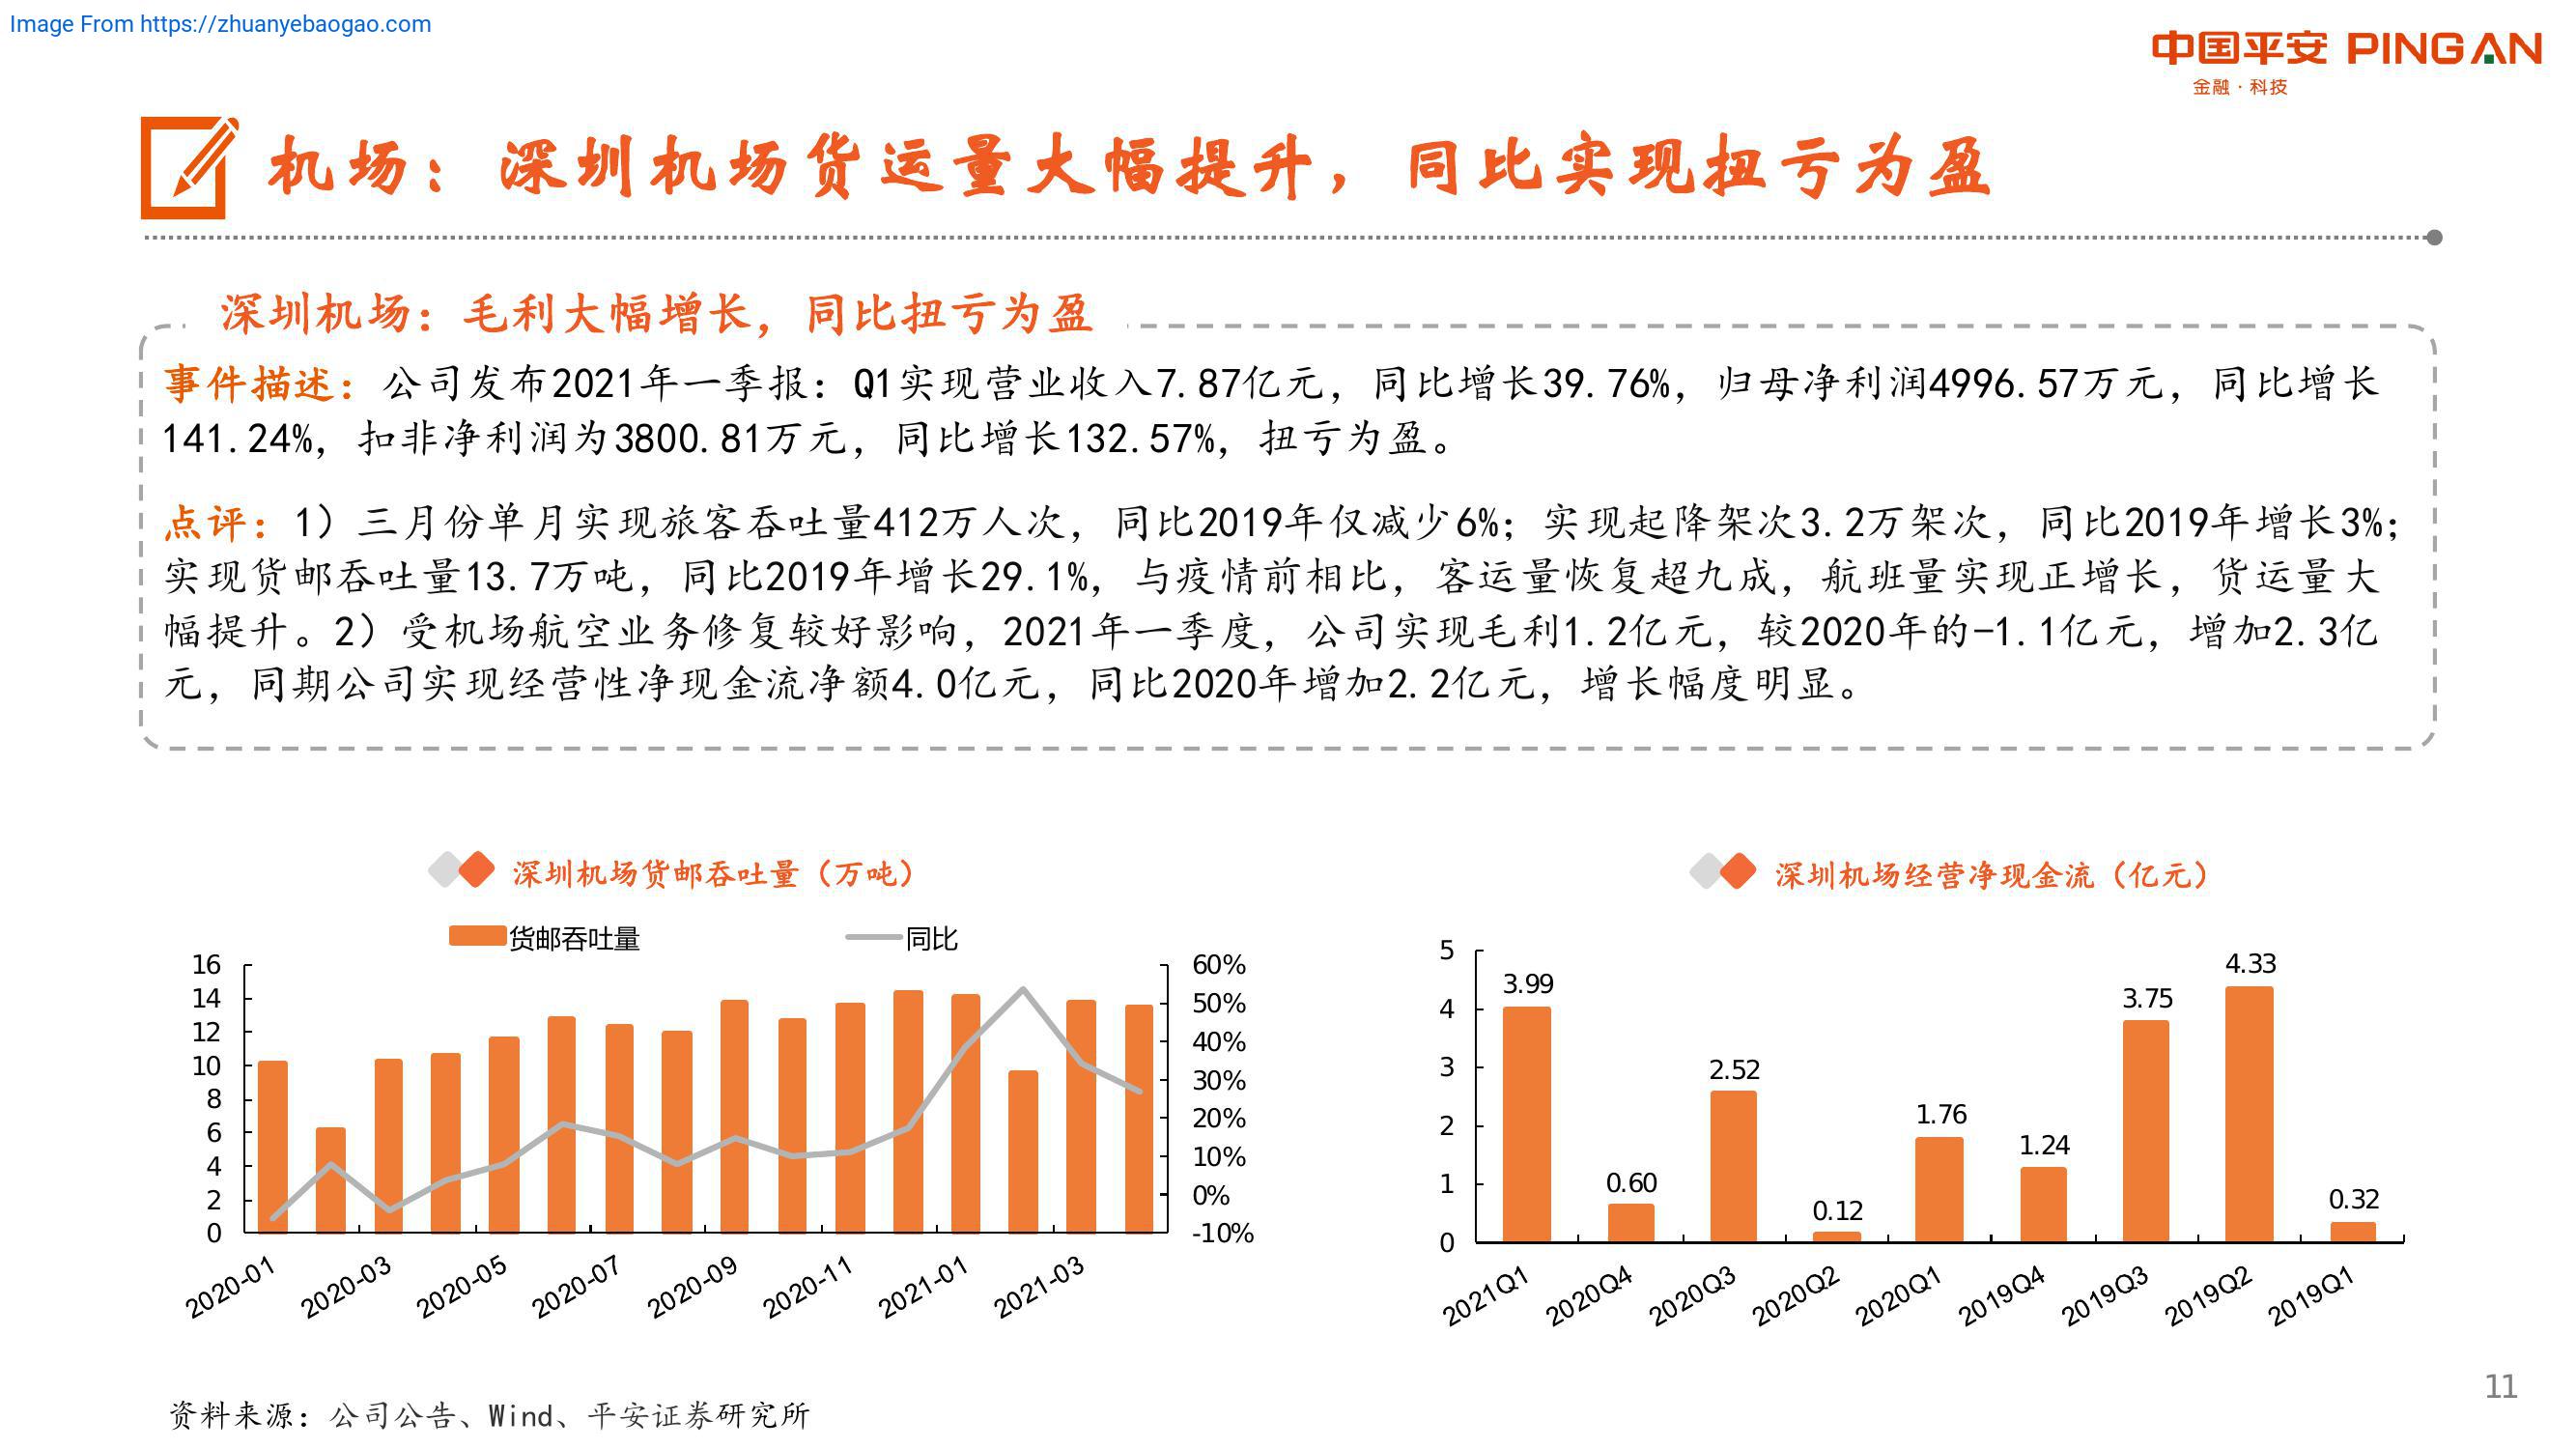 Image From https://zhuanyebaogao.com
中国平安 PINGAN
金融·科技
机场：深圳机场货运量大幅提升，同比实现扭亏为盈
深圳机场：毛利大幅增长，同比扭亏为盈
事件描述：公司发布2021年一季报：Q1实现营业收入7.87亿元，同比增长39.76%，归母净利润4996.57万元，同比增长
141.24%，扣非净利润为3800.81万元，同比增长132.57%，扭亏为盈。
点评：1）三月份单月实现旅客吞吐量412万人次，同比2019年仅减少6%；实现起降架次3.2万架次，同比2019年增长3%；
实现货邮吞吐量13.7万吨，同比2019年增长29.1%，与疫情前相比，客运量恢复超九成，航班量实现正增长，货运量大
幅提升。2）受机场航空业务修复较好影响，2021年一季度，公司实现毛利1.2亿元，较2020年的-1.1亿元，增加2.3亿
元，同期公司实现经营性净现金流净额4.0亿元，同比2020年增加2.2亿元，增长幅度明显。
深圳机场货邮吞吐量（万吨）
货邮吞吐量 同比
16
14
12
10
8
6
4
2
0
60%
50%
40%
30%
20%
10%
0%
-10%
2020-01 2020-03 2020-05 2020-07 2020-09 2020-11 2021-01 2021-03
深圳机场经营净现金流（亿元）
5
4
3
2
1
0
3.99 0.60 2.52 0.12 1.76 1.24 3.75 4.33 0.32
2021Q1 2020Q4 2020Q3 2020Q2 2020Q1 2019Q4 2019Q3 2019Q2 2019Q1
资料来源：公司公告、Wind、平安证券研究所
11